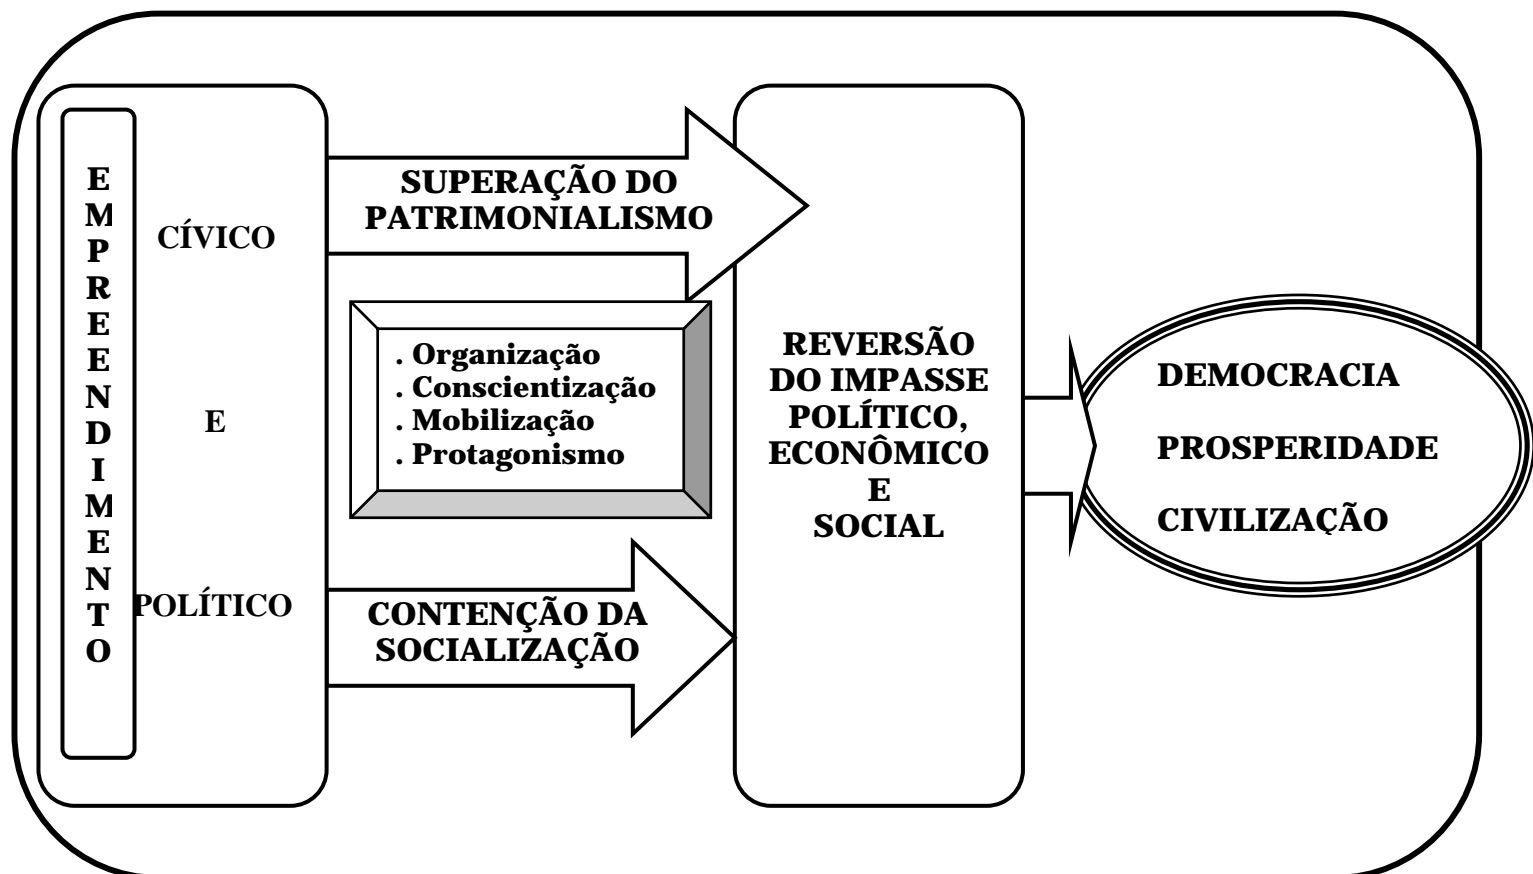 EMPREENDIMENTO
CÍVICO
E
POLÍTICO
SUPERAÇÃO DO
PATRIMONIALISMO
. Organização
. Conscientização
. Mobilização
. Protagonismo
CONTENÇÃO DA
SOCIALIZAÇÃO
REVERSÃO
DO IMPASSE
POLÍTICO,
ECONÔMICO
E
SOCIAL
DEMOCRACIA
PROSPERIDADE
CIVILIZAÇÃO